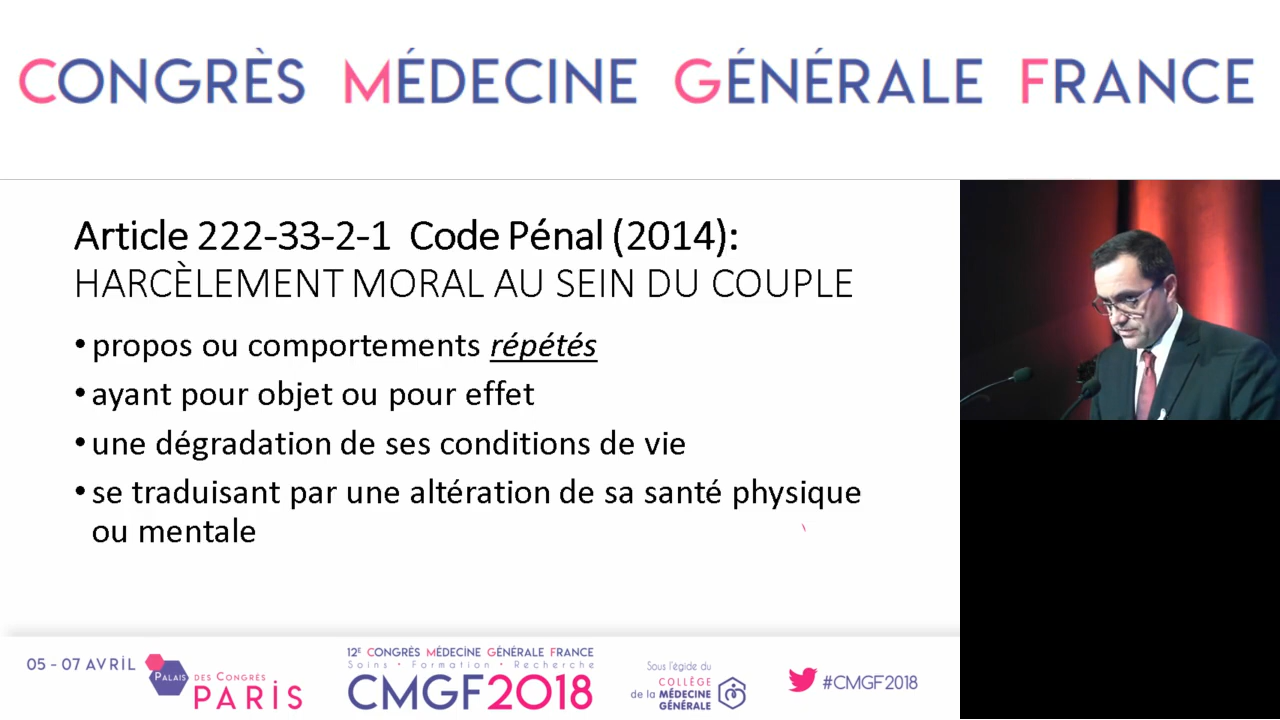 CONGRÈS MÉDECINE GÉNÉRALE FRANCE
Article 222-33-2-1 Code Pénal (2014):
HARCÈLEMENT MORAL AU SEIN DU COUPLE
• propos ou comportements répétés
• ayant pour objet ou pour effet
• une dégradation de ses conditions de vie
• se traduisant par une altération de sa santé physique
ou mentale
05 - 07 AVRIL
PALAIS DES CONGRÈS
PARIS
12E CONGRÈS MÉDECINE GÉNÉRALE FRANCE
Soins • Formation • Recherche
CMGF2018
Sous l'égide du
COLLÈGE
de la MÉDECINE
GÉNÉRALE
#CMGF2018